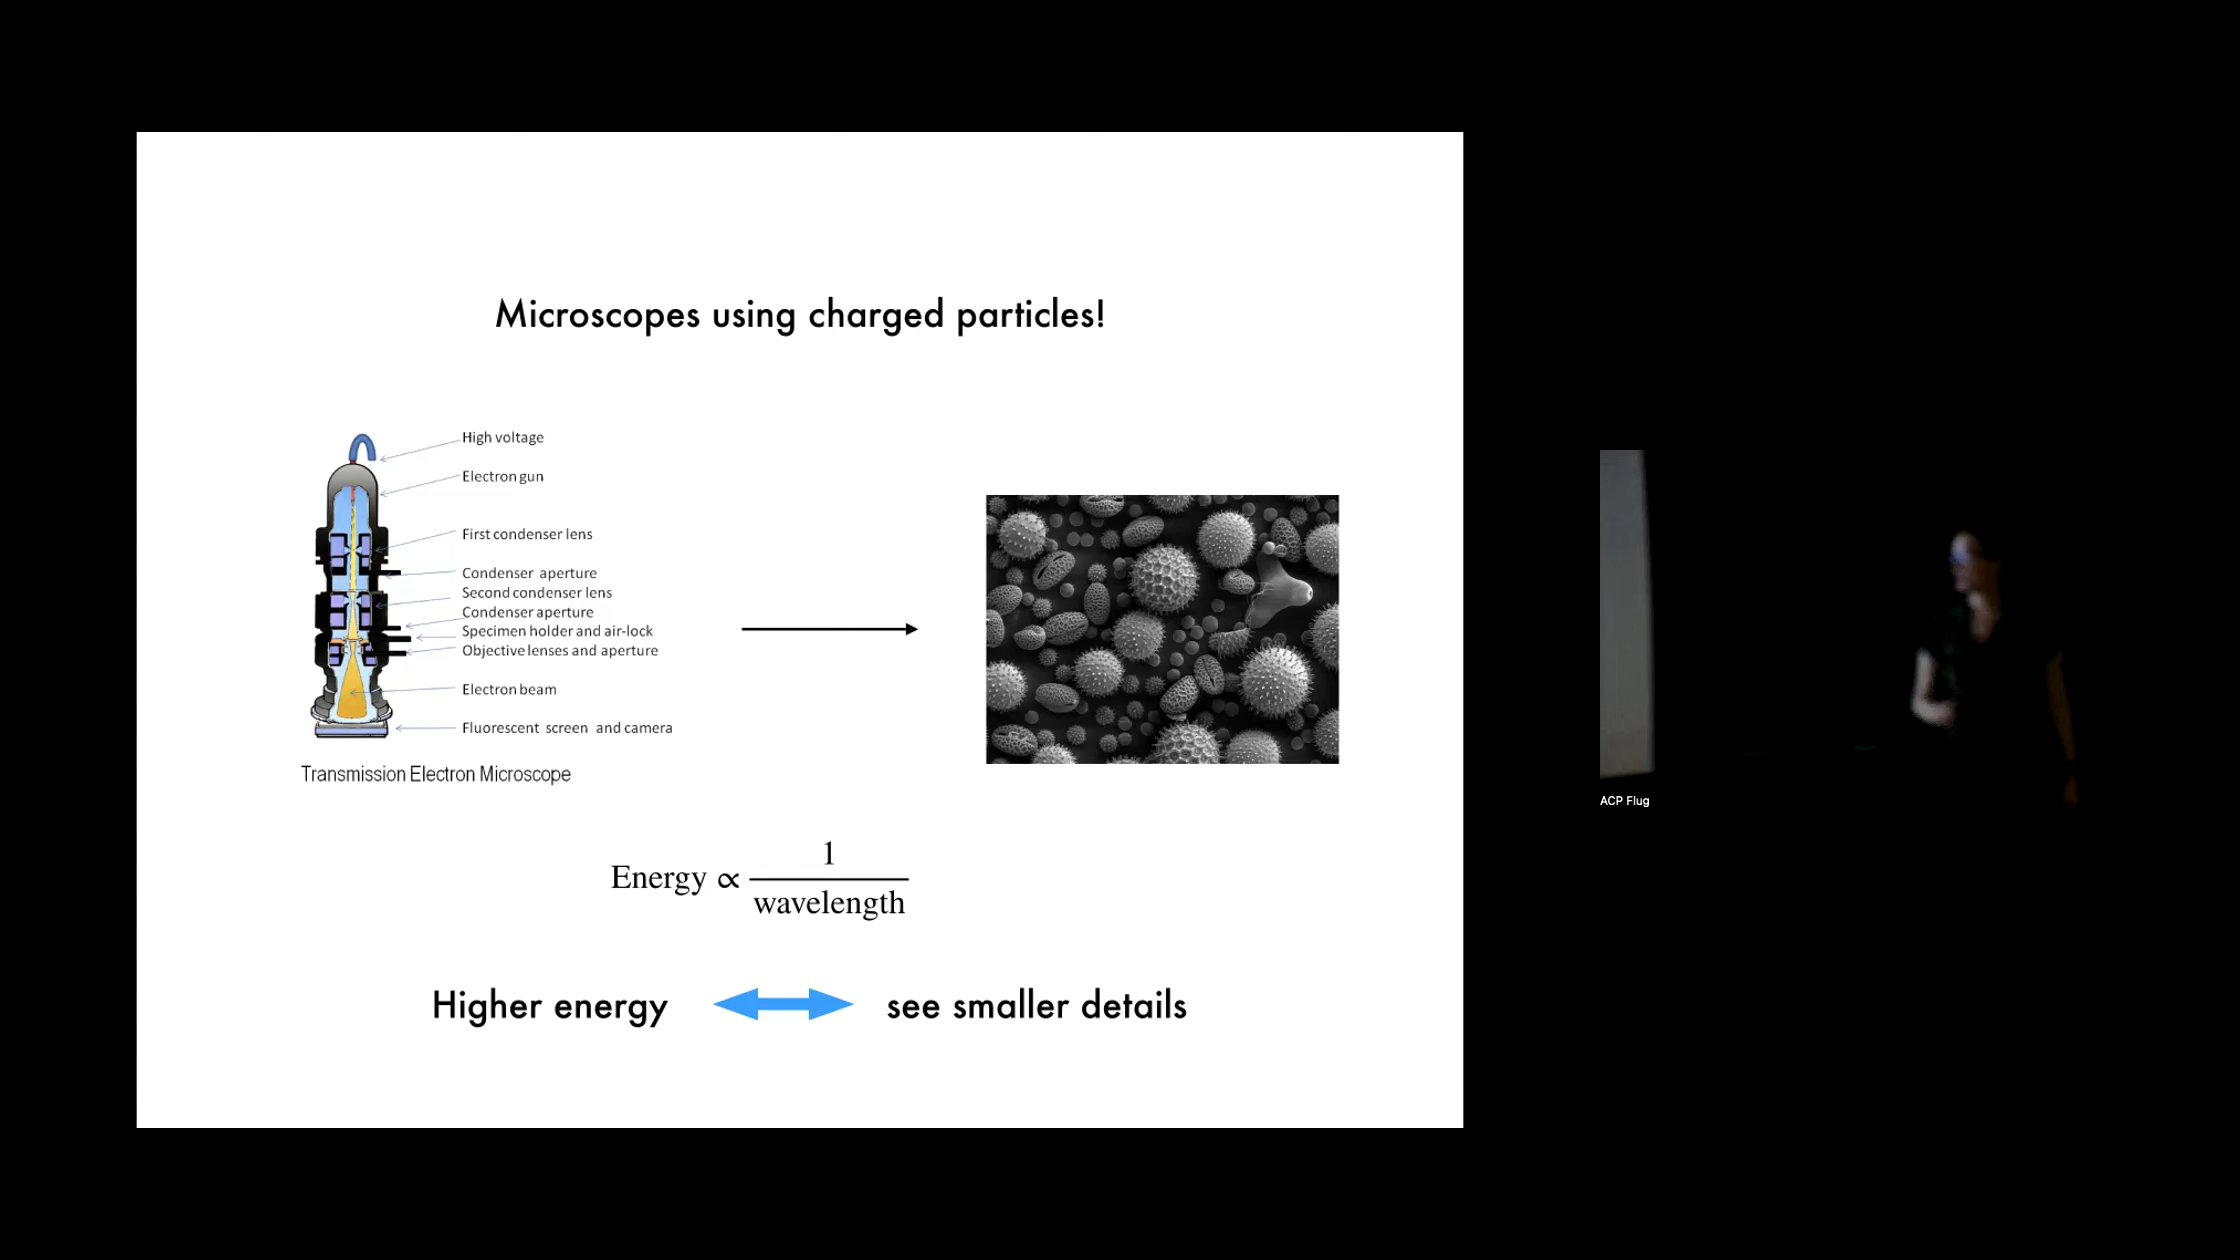 Microscopes using charged particles!
High voltage
Electron gun
First condenser lens
Condenser aperture
Second condenser lens
Condenser aperture
Specimen holder and air-lock
Objective lenses and aperture
Electron beam
Fluorescent screen and camera
Transmission Electron Microscope
ACP Flug
Energy ∝ 1
wavelength
Higher energy see smaller details